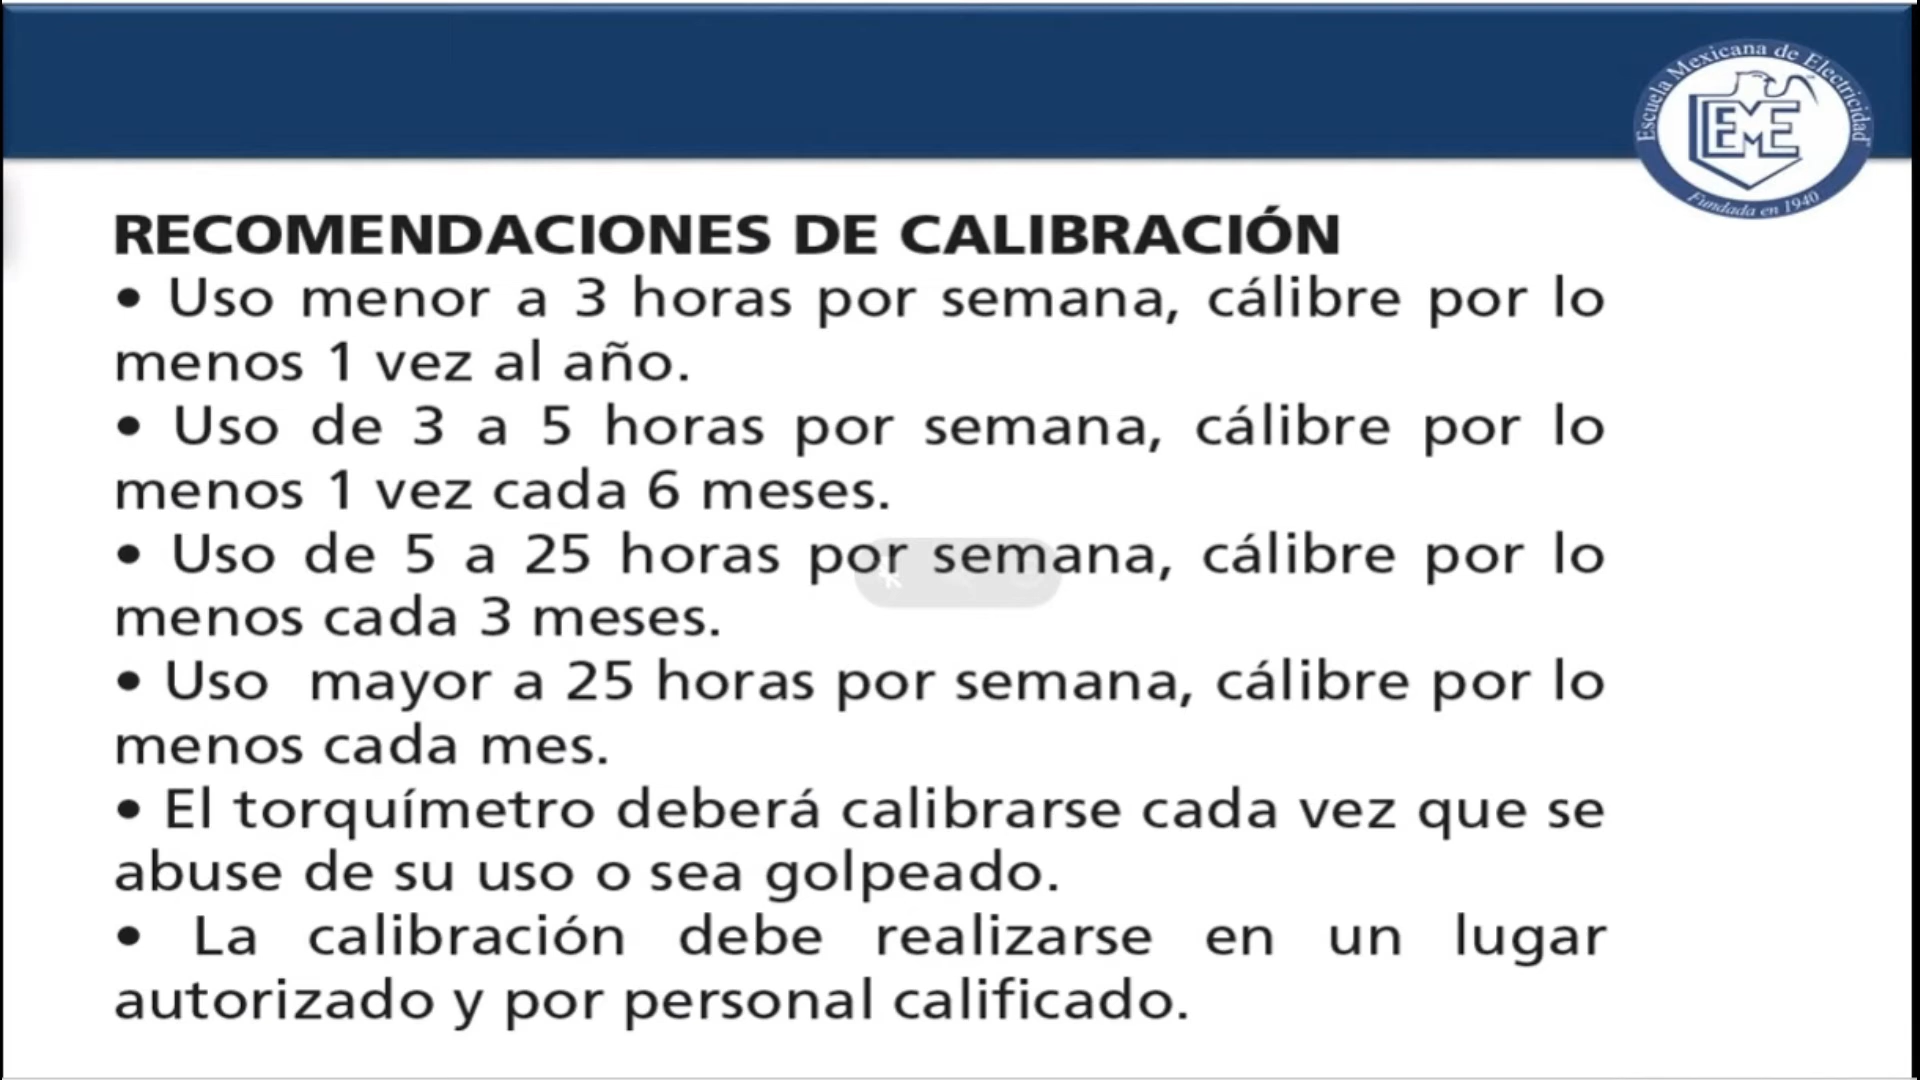 Escuela Mexicana de Electricidad
EME
Fundada en 1940
RECOMENDACIONES DE CALIBRACIÓN
• Uso menor a 3 horas por semana, cálibre por lo
menos 1 vez al año.
• Uso de 3 a 5 horas por semana, cálibre por lo
menos 1 vez cada 6 meses.
• Uso de 5 a 25 horas por semana, cálibre por lo
menos cada 3 meses.
• Uso mayor a 25 horas por semana, cálibre por lo
menos cada mes.
• El torquímetro deberá calibrarse cada vez que se
abuse de su uso o sea golpeado.
• La calibración debe realizarse en un lugar
autorizado y por personal calificado.